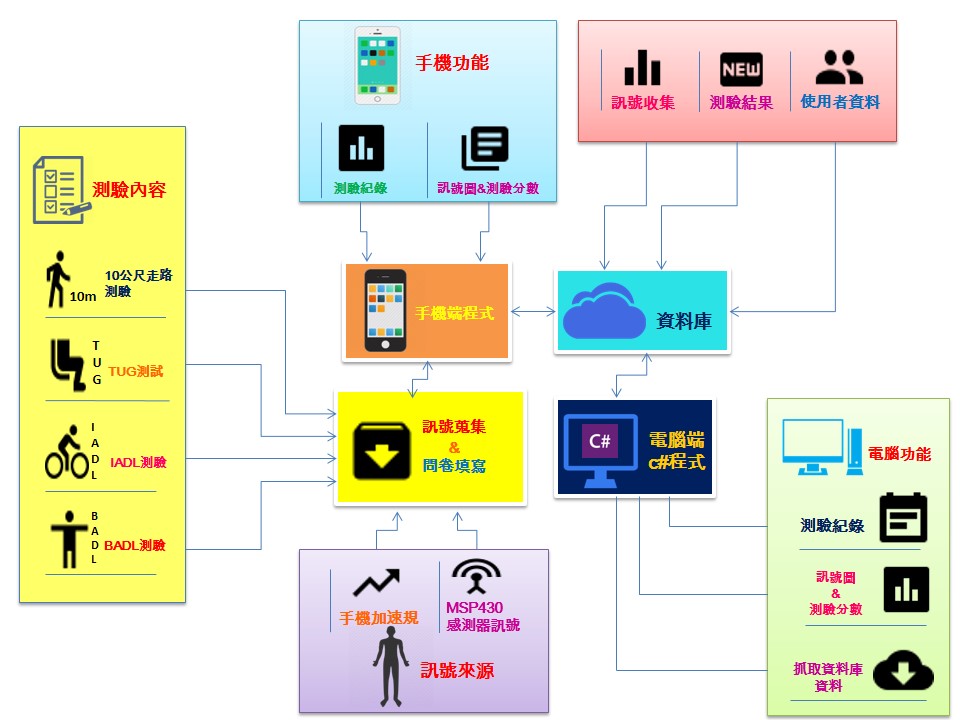 手機功能
測驗紀錄
訊號圖&測驗分數
訊號收集
NEW
測驗結果
使用者資料
測驗內容
10m
10公尺走路
測驗
T
U
G
TUG測試
I
A
D
L
IADL測驗
B
A
D
L
BADL測驗
手機端程式
資料庫
訊號蒐集
&
問卷填寫
C#
電腦端
c#程式
手機加速規
MSP430
感測器訊號
訊號來源
電腦功能
測驗紀錄
訊號圖
&
測驗分數
抓取資料庫
資料